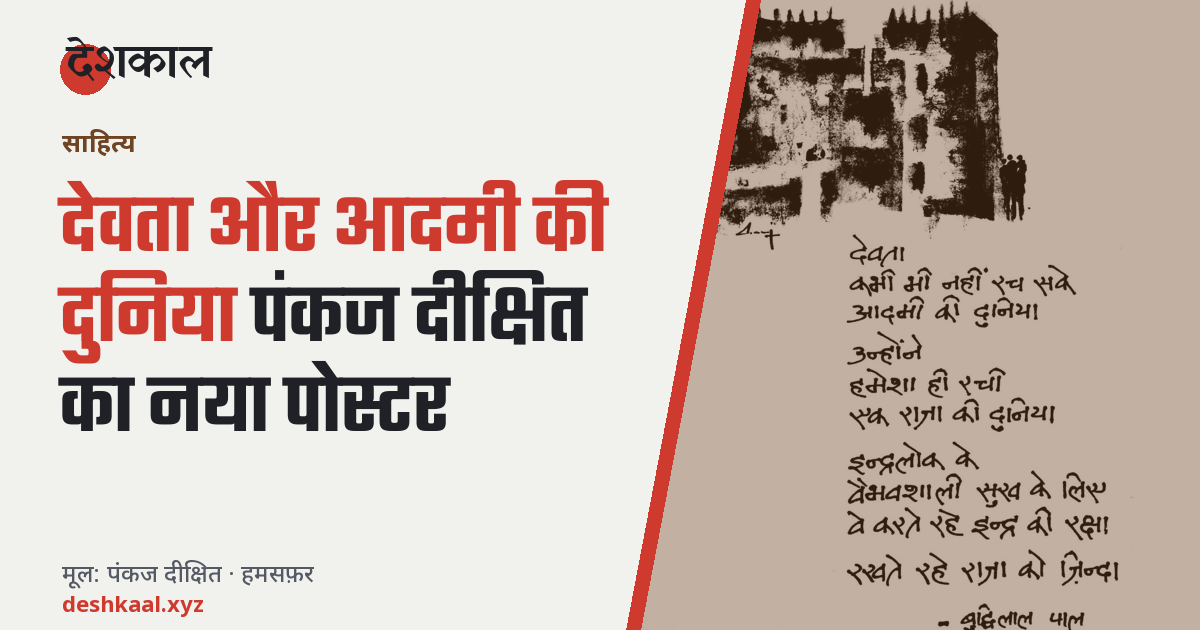 देशकाल
साहित्य
देवता और आदमी की
दुनिया पंकज दीक्षित
का नया पोस्टर
मूल: पंकज दीक्षित · हमसफ़र
deshkaal.xyz
देवता
कभी भी नहीं रच सके
आदमी की दुनिया
उन्होंने
हमेशा ही रची
एक राजा की दुनिया
इन्द्रलोक के
वैभवशाली सुख के लिए
वे करते रहे इन्द्र की रक्षा
रखते रहे राजा को ज़िन्दा
- बुद्धिलाल पाल